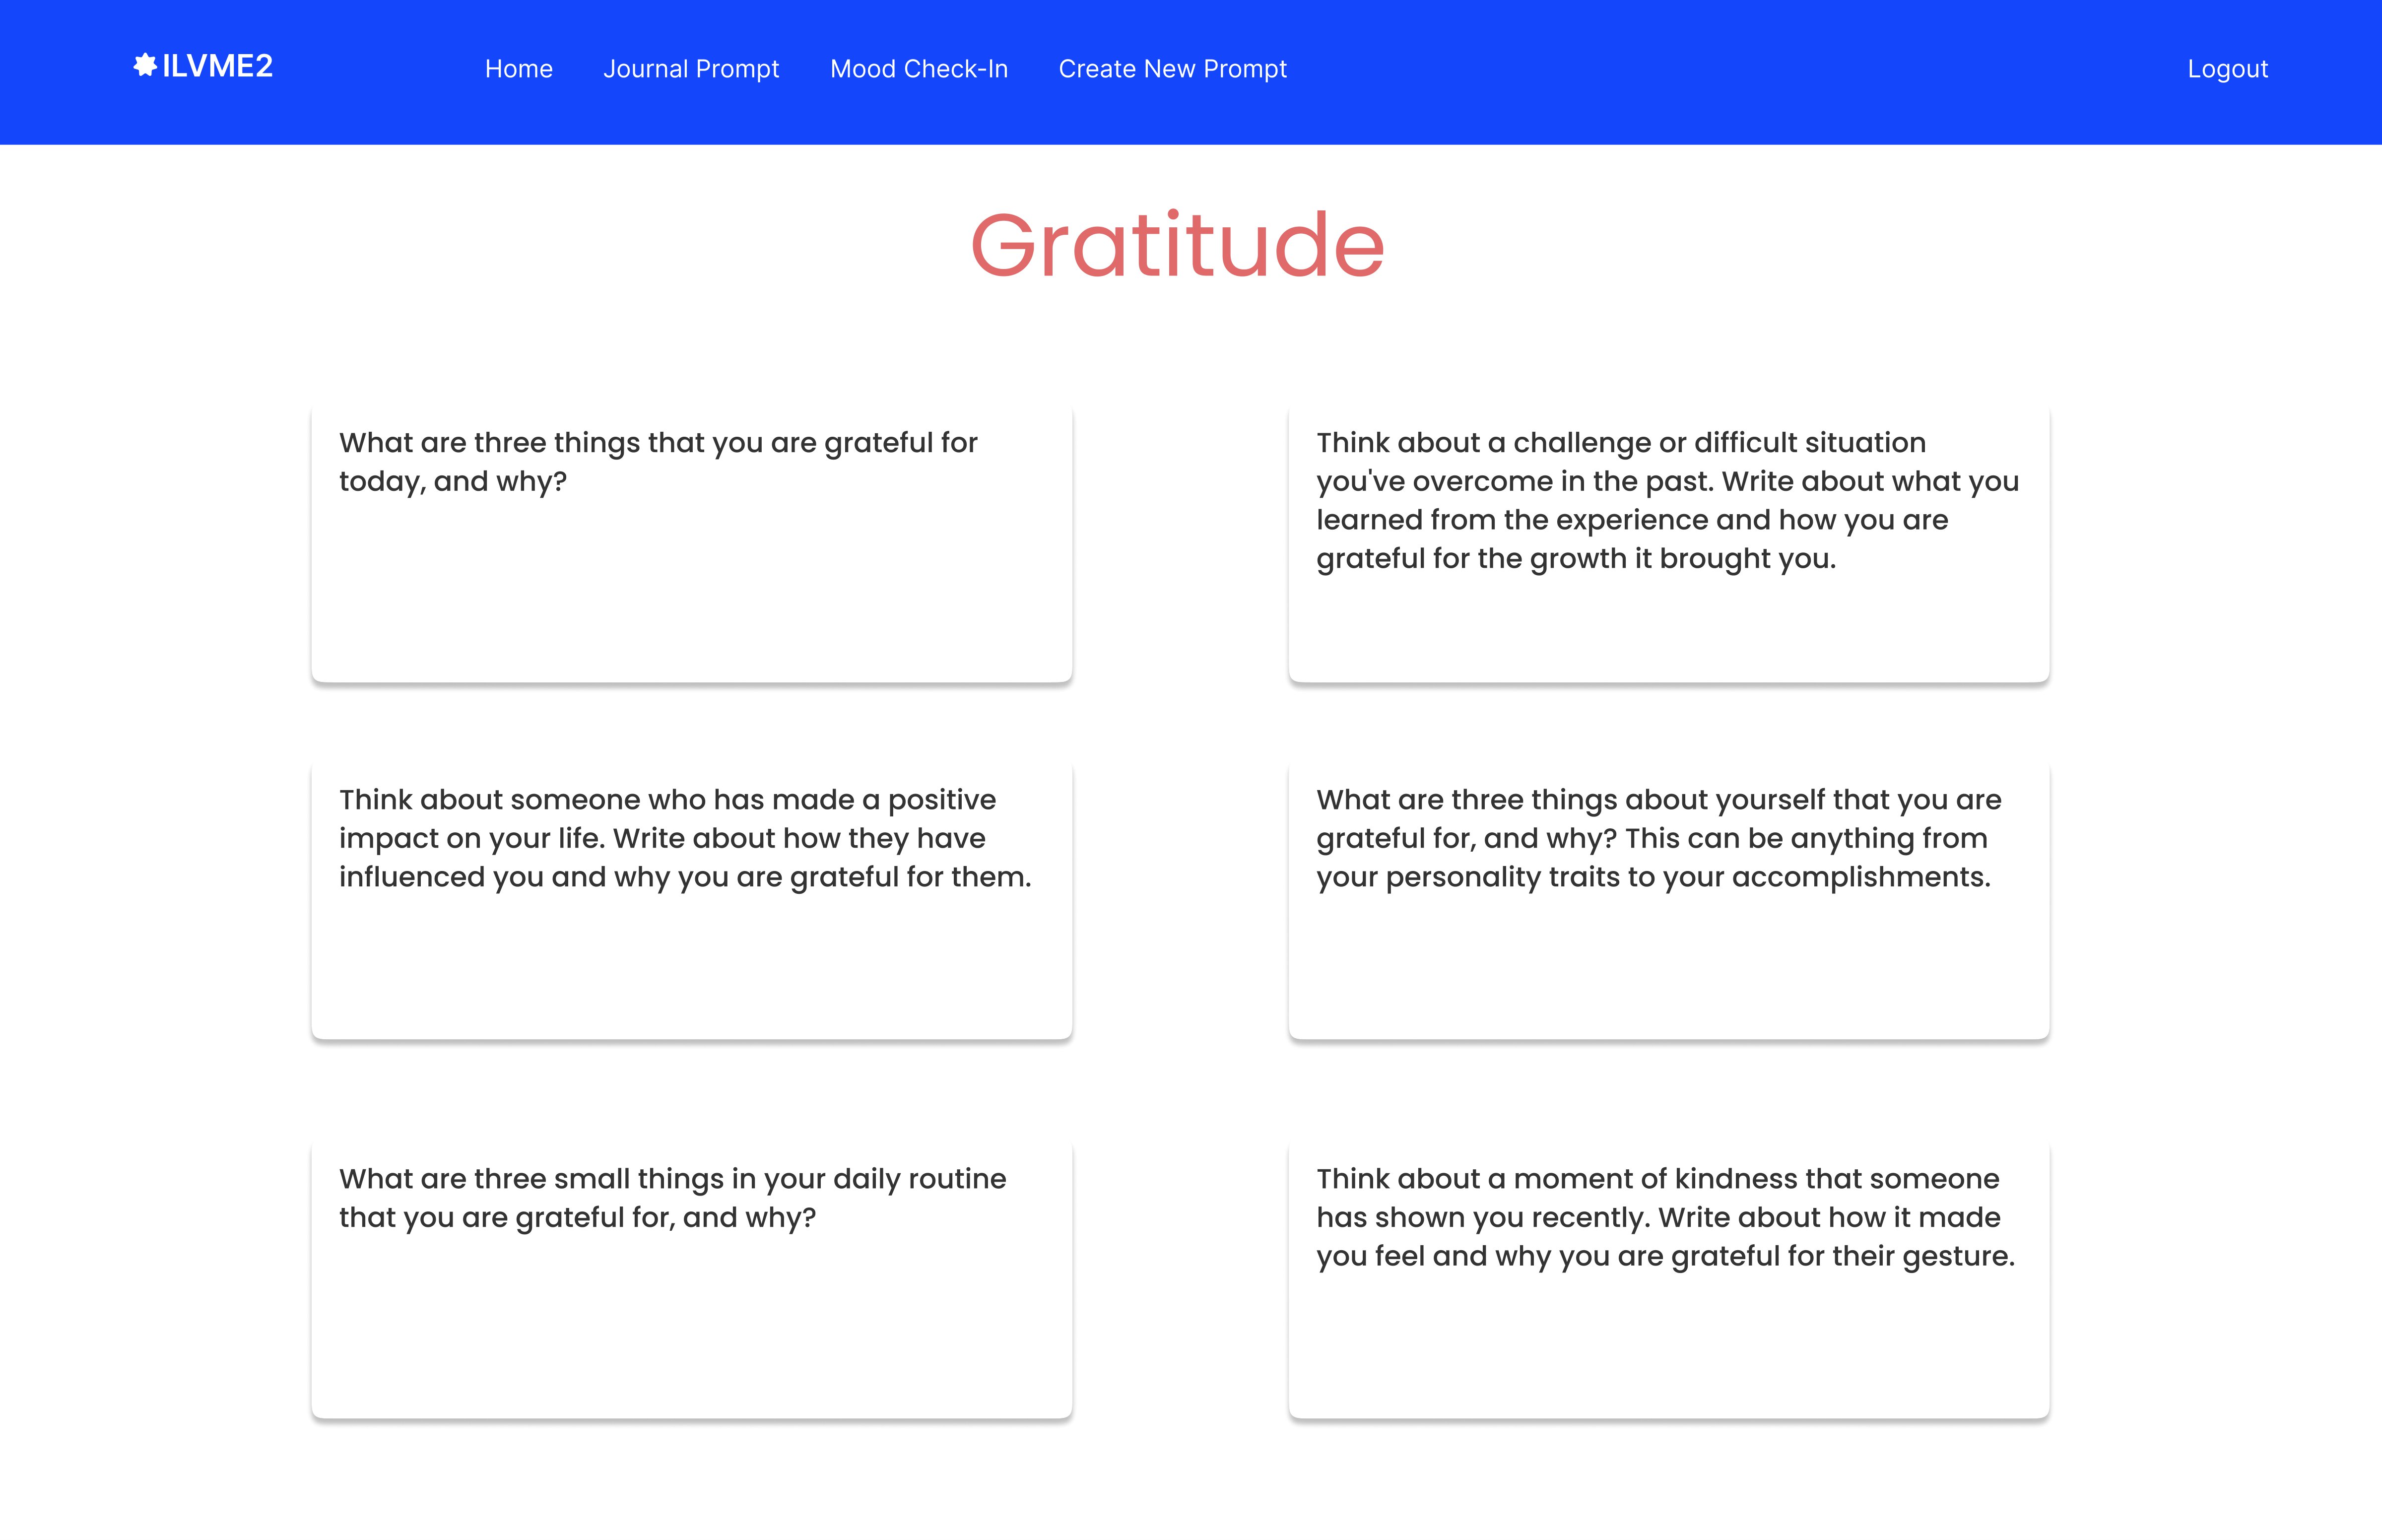 ILVME2
Home
Journal Prompt
Mood Check-In
Create New Prompt
Logout
Gratitude
What are three things that you are grateful for
today, and why?
Think about a challenge or difficult situation
you've overcome in the past. Write about what you
learned from the experience and how you are
grateful for the growth it brought you.
Think about someone who has made a positive
impact on your life. Write about how they have
influenced you and why you are grateful for them.
What are three things about yourself that you are
grateful for, and why? This can be anything from
your personality traits to your accomplishments.
What are three small things in your daily routine
that you are grateful for, and why?
Think about a moment of kindness that someone
has shown you recently. Write about how it made
you feel and why you are grateful for their gesture.